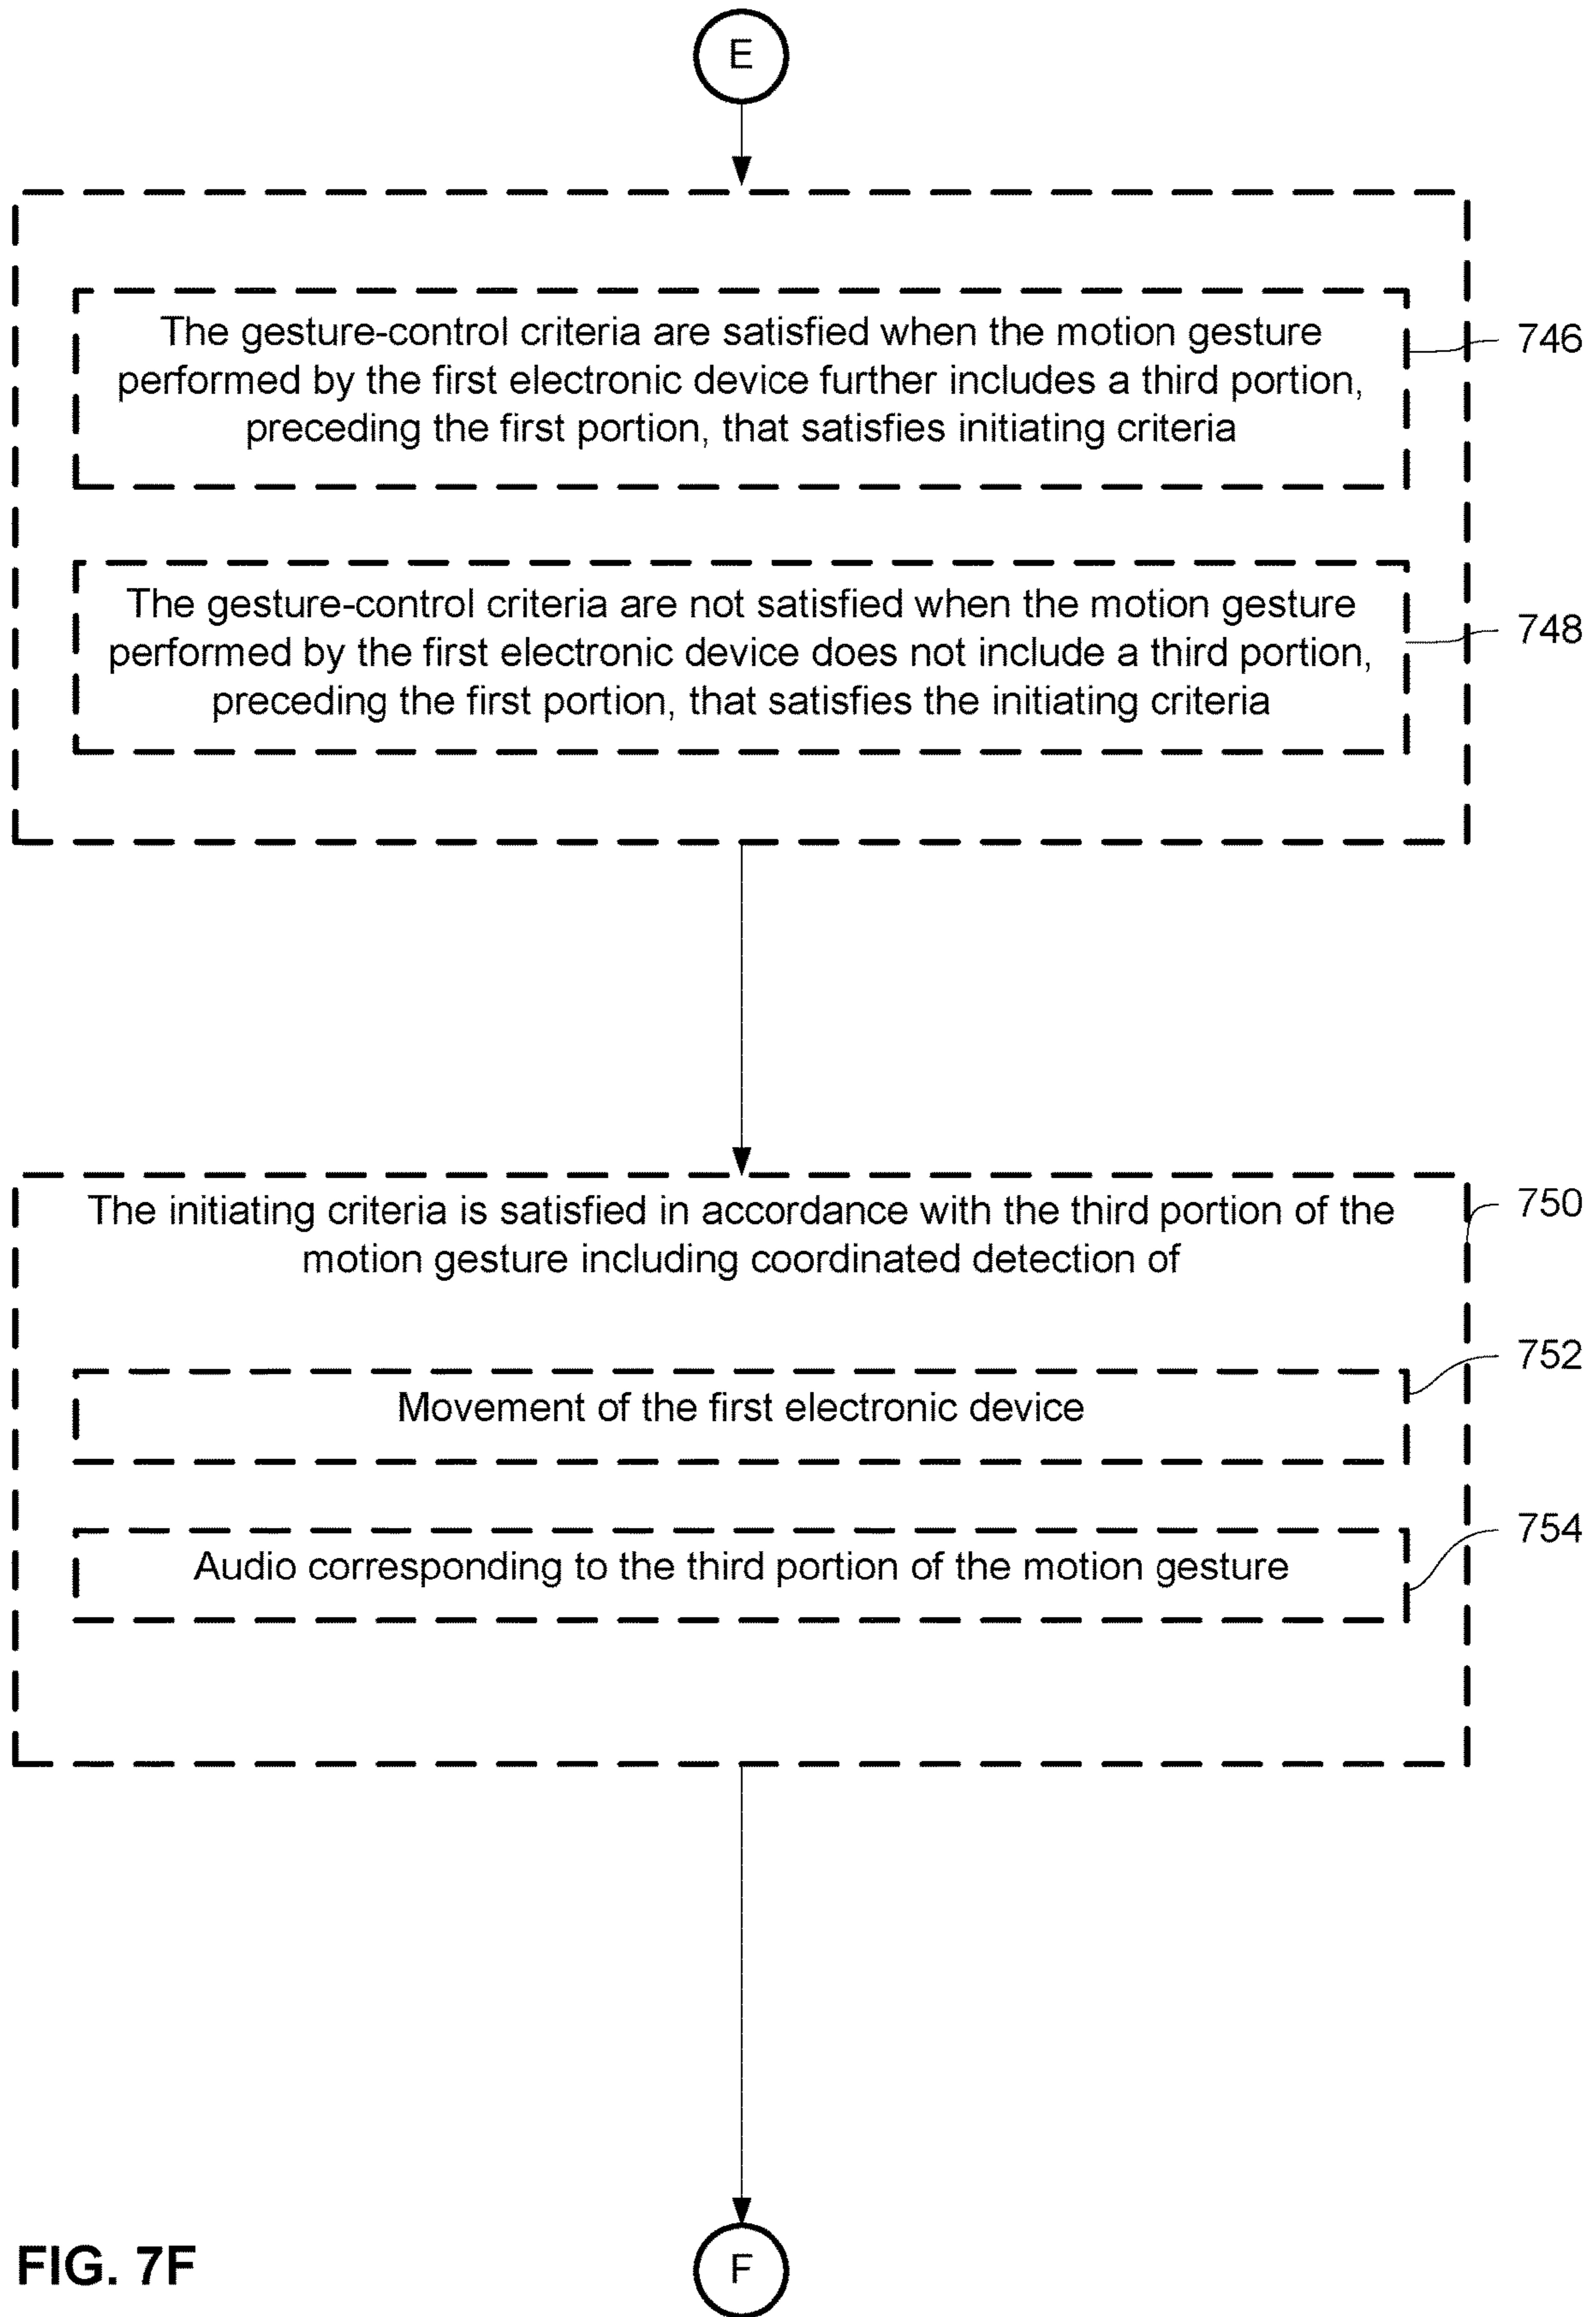 E
The gesture-control criteria are satisfied when the motion gesture
performed by the first electronic device further includes a third portion,
preceding the first portion, that satisfies initiating criteria
746
The gesture-control criteria are not satisfied when the motion gesture
performed by the first electronic device does not include a third portion,
preceding the first portion, that satisfies the initiating criteria
748
The initiating criteria is satisfied in accordance with the third portion of the
motion gesture including coordinated detection of
750
Movement of the first electronic device
752
Audio corresponding to the third portion of the motion gesture
754
F
FIG. 7F